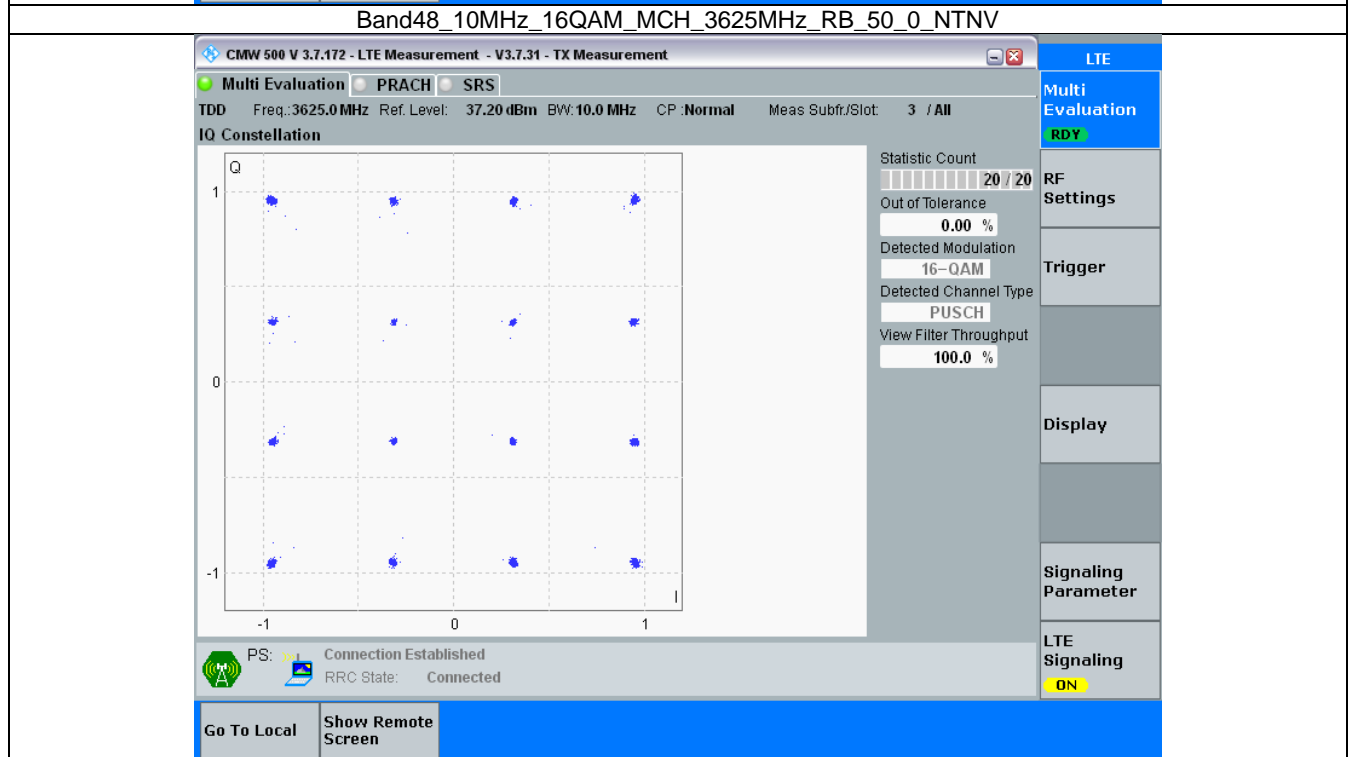 Band48_10MHz_16QAM_MCH_3625MHz_RB_50_0_NTNV
CMW 500 V 3.7.172 - LTE Measurement - V3.7.31 - TX Measurement
LTE
Multi Evaluation PRACH SRS
Multi
Evaluation
RDY
TDD Freq.:3625.0 MHz Ref. Level: 37.20 dBm BW:10.0 MHz CP :Normal Meas Subfr./Slot: 3 / All
IQ Constellation
Q
1
0
-1
I
-1 0 1
Statistic Count
20 / 20
Out of Tolerance
0.00 %
Detected Modulation
16-QAM
Detected Channel Type
PUSCH
View Filter Throughput
100.0 %
RF
Settings
Trigger
Display
Signaling
Parameter
LTE
Signaling
ON
PS: Connection Established
RRC State: Connected
Go To Local
Show Remote
Screen